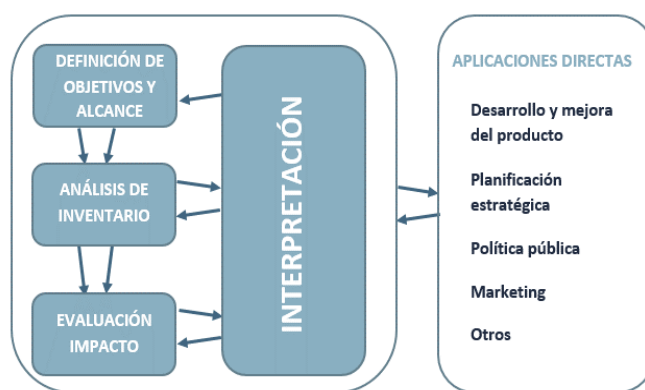 DEFINICIÓN DE
OBJETIVOS Y
ALCANCE
ANÁLISIS DE
INVENTARIO
EVALUACIÓN
IMPACTO
INTERPRETACIÓN
APLICACIONES DIRECTAS
Desarrollo y mejora
del producto
Planificación
estratégica
Política pública
Marketing
Otros